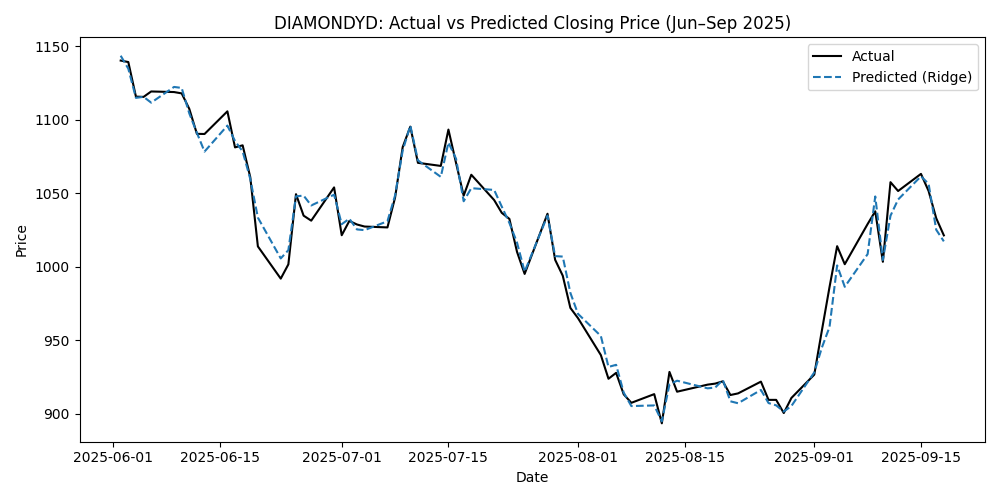 DIAMONDYD: Actual vs Predicted Closing Price (Jun–Sep 2025)
Actual
Predicted (Ridge)
Price
1150
1100
1050
1000
950
900
2025-06-01
2025-06-15
2025-07-01
2025-07-15
2025-08-01
2025-08-15
2025-09-01
2025-09-15
Date